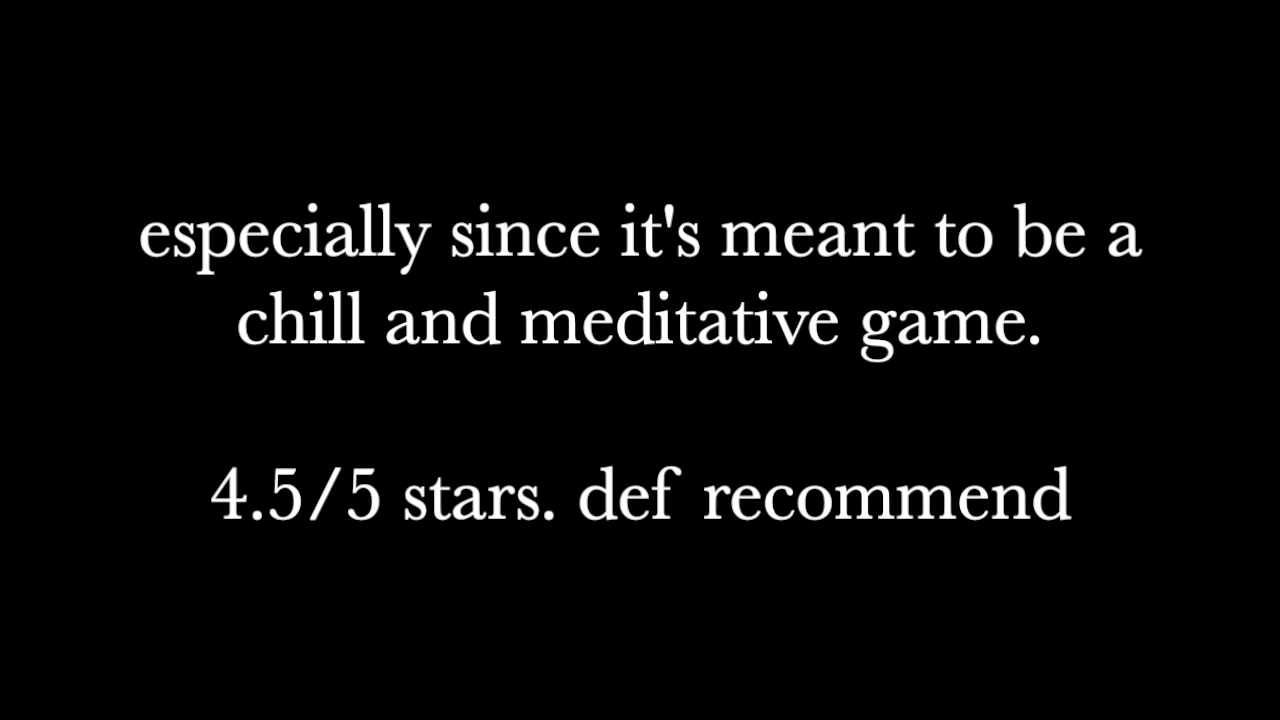 especially since it's meant to be a
chill and meditative game.
4.5/5 stars. def recommend